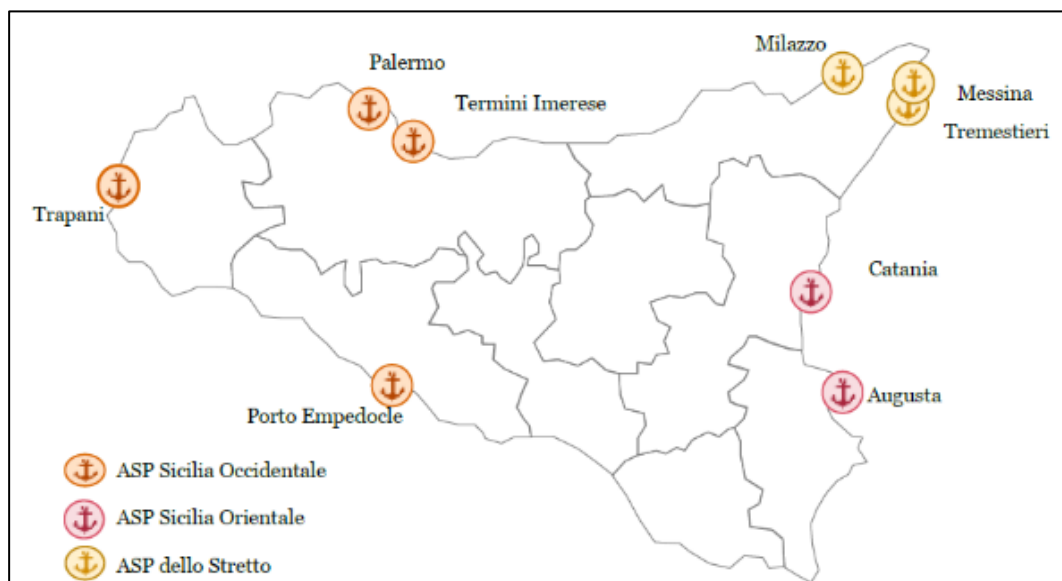 Milazzo
Palermo
Termini Imerese
Messina
Tremestieri
Trapani
Catania
Augusta
Porto Empedocle
ASP Sicilia Occidentale
ASP Sicilia Orientale
ASP dello Stretto